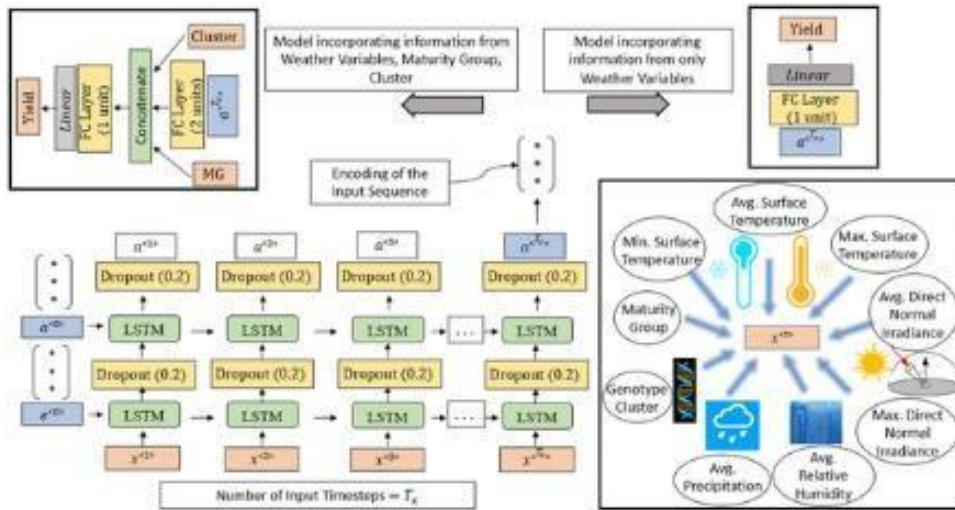 Cluster
Yield
Linear
FC Layer
(1 unit)
Concatenate
FC Layer
(2 units)
MG
Model incorporating information from
Weather Variables, Maturity Group,
Cluster
Model incorporating
information from only
Weather Variables
Yield
Linear
FC Layer
(1 unit)
Encoding of the
Input Sequence
Dropout (0.2) Dropout (0.2) Dropout (0.2) Dropout (0.2)
LSTM LSTM LSTM ... LSTM
Dropout (0.2) Dropout (0.2) Dropout (0.2) Dropout (0.2)
LSTM LSTM LSTM ... LSTM
Number of Input Timesteps =
Avg. Surface
Temperature
Min. Surface
Temperature
Max. Surface
Temperature
Maturity
Group
Avg. Direct
Normal
Irradiance
Genotype
Cluster
Max. Direct
Normal
Irradiance
Avg.
Precipitation
Avg.
Relative
Humidity